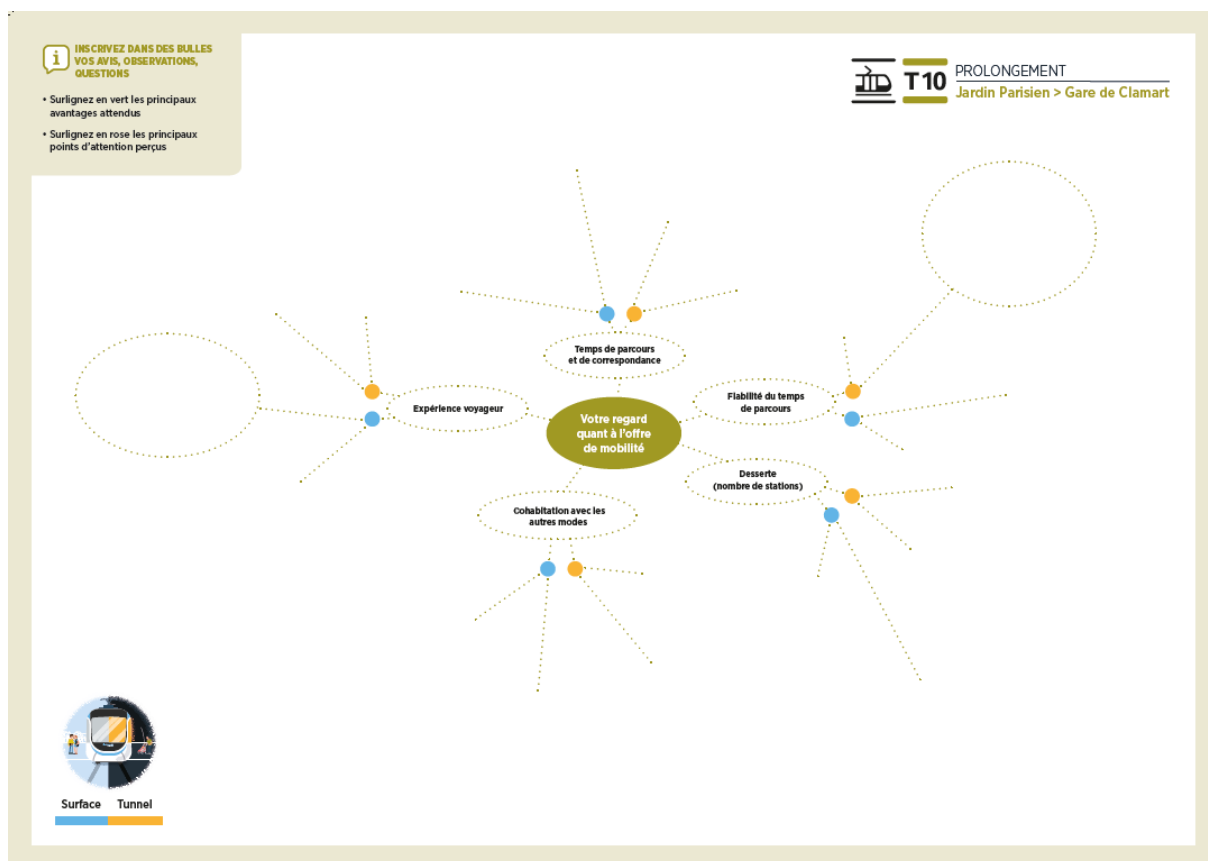 INSCRIVEZ DANS DES BULLES
VOS AVIS, OBSERVATIONS,
QUESTIONS
• Surlignez en vert les principaux
avantages attendus
• Surlignez en rose les principaux
points d'attention perçus
T10
PROLONGEMENT
Jardin Parisien > Gare de Clamart
Temps de parcours
et de correspondance
Expérience voyageur
Fiabilité du temps
de parcours
Votre regard
quant à l'offre
de mobilité
Desserte
(nombre de stations)
Cohabitation avec les
autres modes
Surface Tunnel